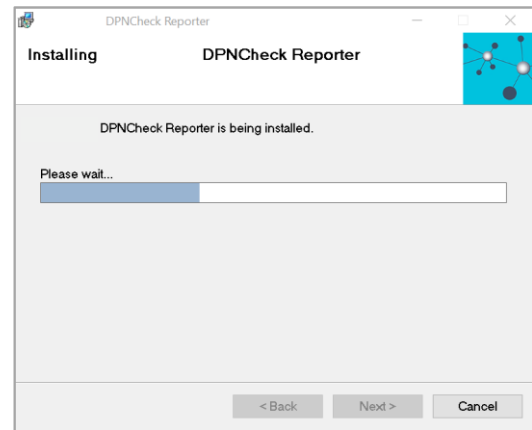 DPNCheck Reporter
Installing DPNCheck Reporter
DPNCheck Reporter is being installed.
Please wait...
< Back Next > Cancel